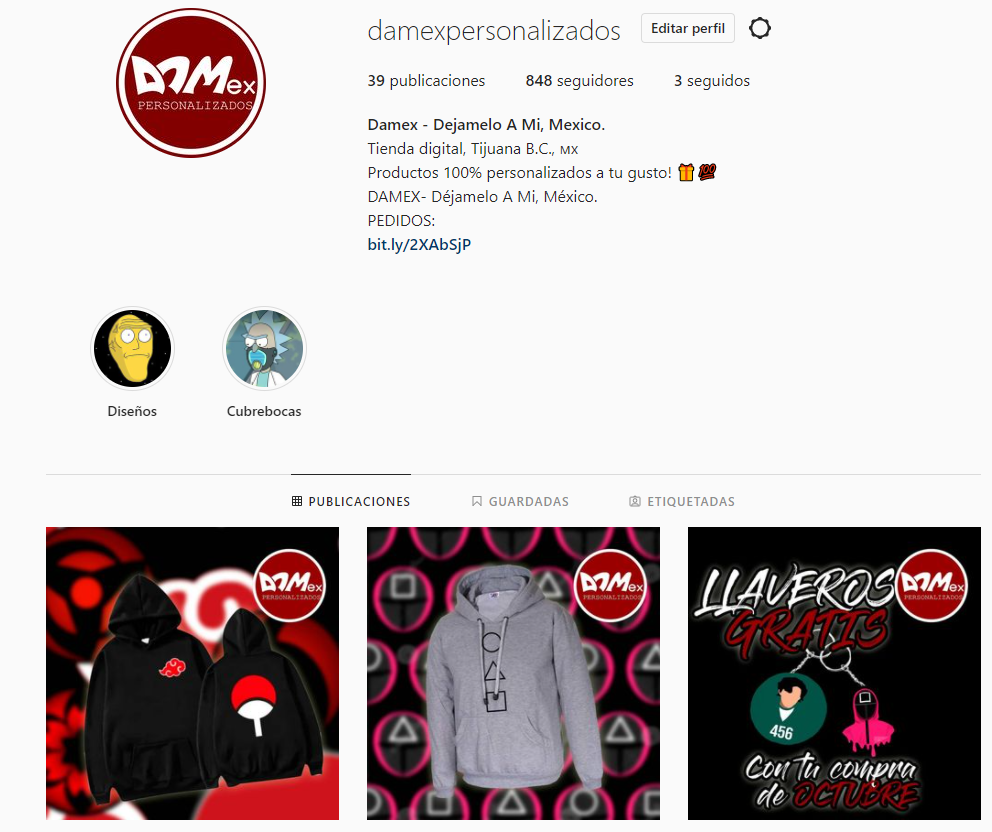 DAMex
PERSONALIZADOS
damexpersonalizados
Editar perfil
39 publicaciones
848 seguidores
3 seguidos
Damex - Dejamelo A Mi, Mexico.
Tienda digital, Tijuana B.C., ᴍx
Productos 100% personalizados a tu gusto! 🎁💯
DAMEX- Déjamelo A Mi, México.
PEDIDOS:
bit.ly/2XAbSjP
Diseños
Cubrebocas
PUBLICACIONES
GUARDADAS
ETIQUETADAS
DAMex
PERSONALIZADOS
DAMex
PERSONALIZADOS
LLAVEROS
GRATIS
DAMex
PERSONALIZADOS
456
Con tu compra
de OCTUBRE